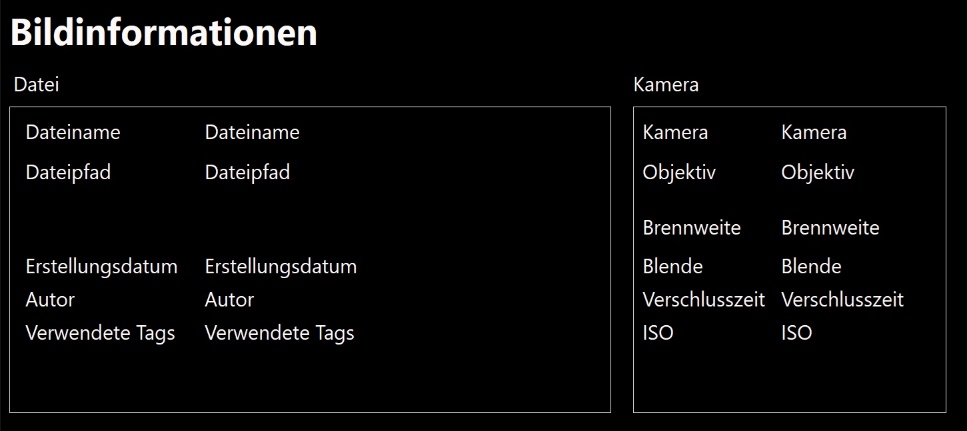 Bildinformationen
Datei
Dateiname Dateiname
Dateipfad Dateipfad
Erstellungsdatum Erstellungsdatum
Autor Autor
Verwendete Tags Verwendete Tags
Kamera
Kamera Kamera
Objektiv Objektiv
Brennweite Brennweite
Blende Blende
Verschlusszeit Verschlusszeit
ISO ISO